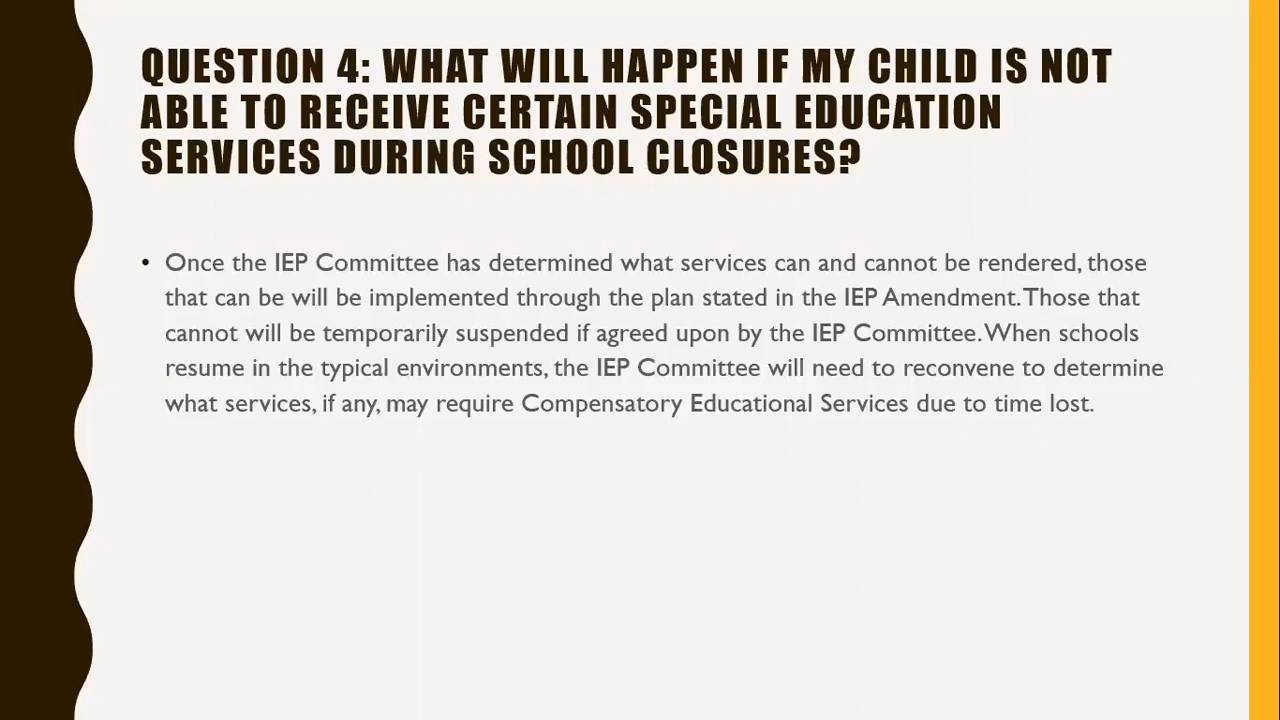 QUESTION 4: WHAT WILL HAPPEN IF MY CHILD IS NOT
ABLE TO RECEIVE CERTAIN SPECIAL EDUCATION
SERVICES DURING SCHOOL CLOSURES?
• Once the IEP Committee has determined what services can and cannot be rendered, those
that can be will be implemented through the plan stated in the IEP Amendment. Those that
cannot will be temporarily suspended if agreed upon by the IEP Committee. When schools
resume in the typical environments, the IEP Committee will need to reconvene to determine
what services, if any, may require Compensatory Educational Services due to time lost.